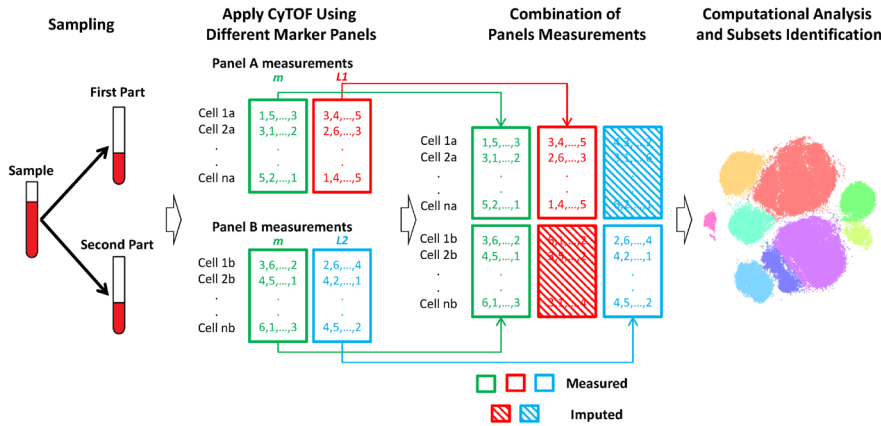 Sampling
Apply CyTOF Using
Different Marker Panels
Combination of
Panels Measurements
Computational Analysis
and Subsets Identification
First Part
Sample
Second Part
Panel A measurements
m L1
Cell 1a 1,5,...,3 3,4,...,5
Cell 2a 3,1,...,2 2,6,...,3
. . .
. . .
Cell na 5,2,...,1 1,4,...,5
Panel B measurements
m L2
Cell 1b 3,6,...,2 2,6,...,4
Cell 2b 4,5,...,1 4,2,...,1
. . .
. . .
Cell nb 6,1,...,3 4,5,...,2
Cell 1a 1,5,...,3 3,4,...,5
Cell 2a 3,1,...,2 2,6,...,3
. . .
. . .
Cell na 5,2,...,1 1,4,...,5
Cell 1b 3,6,...,2 2,6,...,4
Cell 2b 4,5,...,1 4,2,...,1
. . .
. . .
Cell nb 6,1,...,3 4,5,...,2
Measured
Imputed